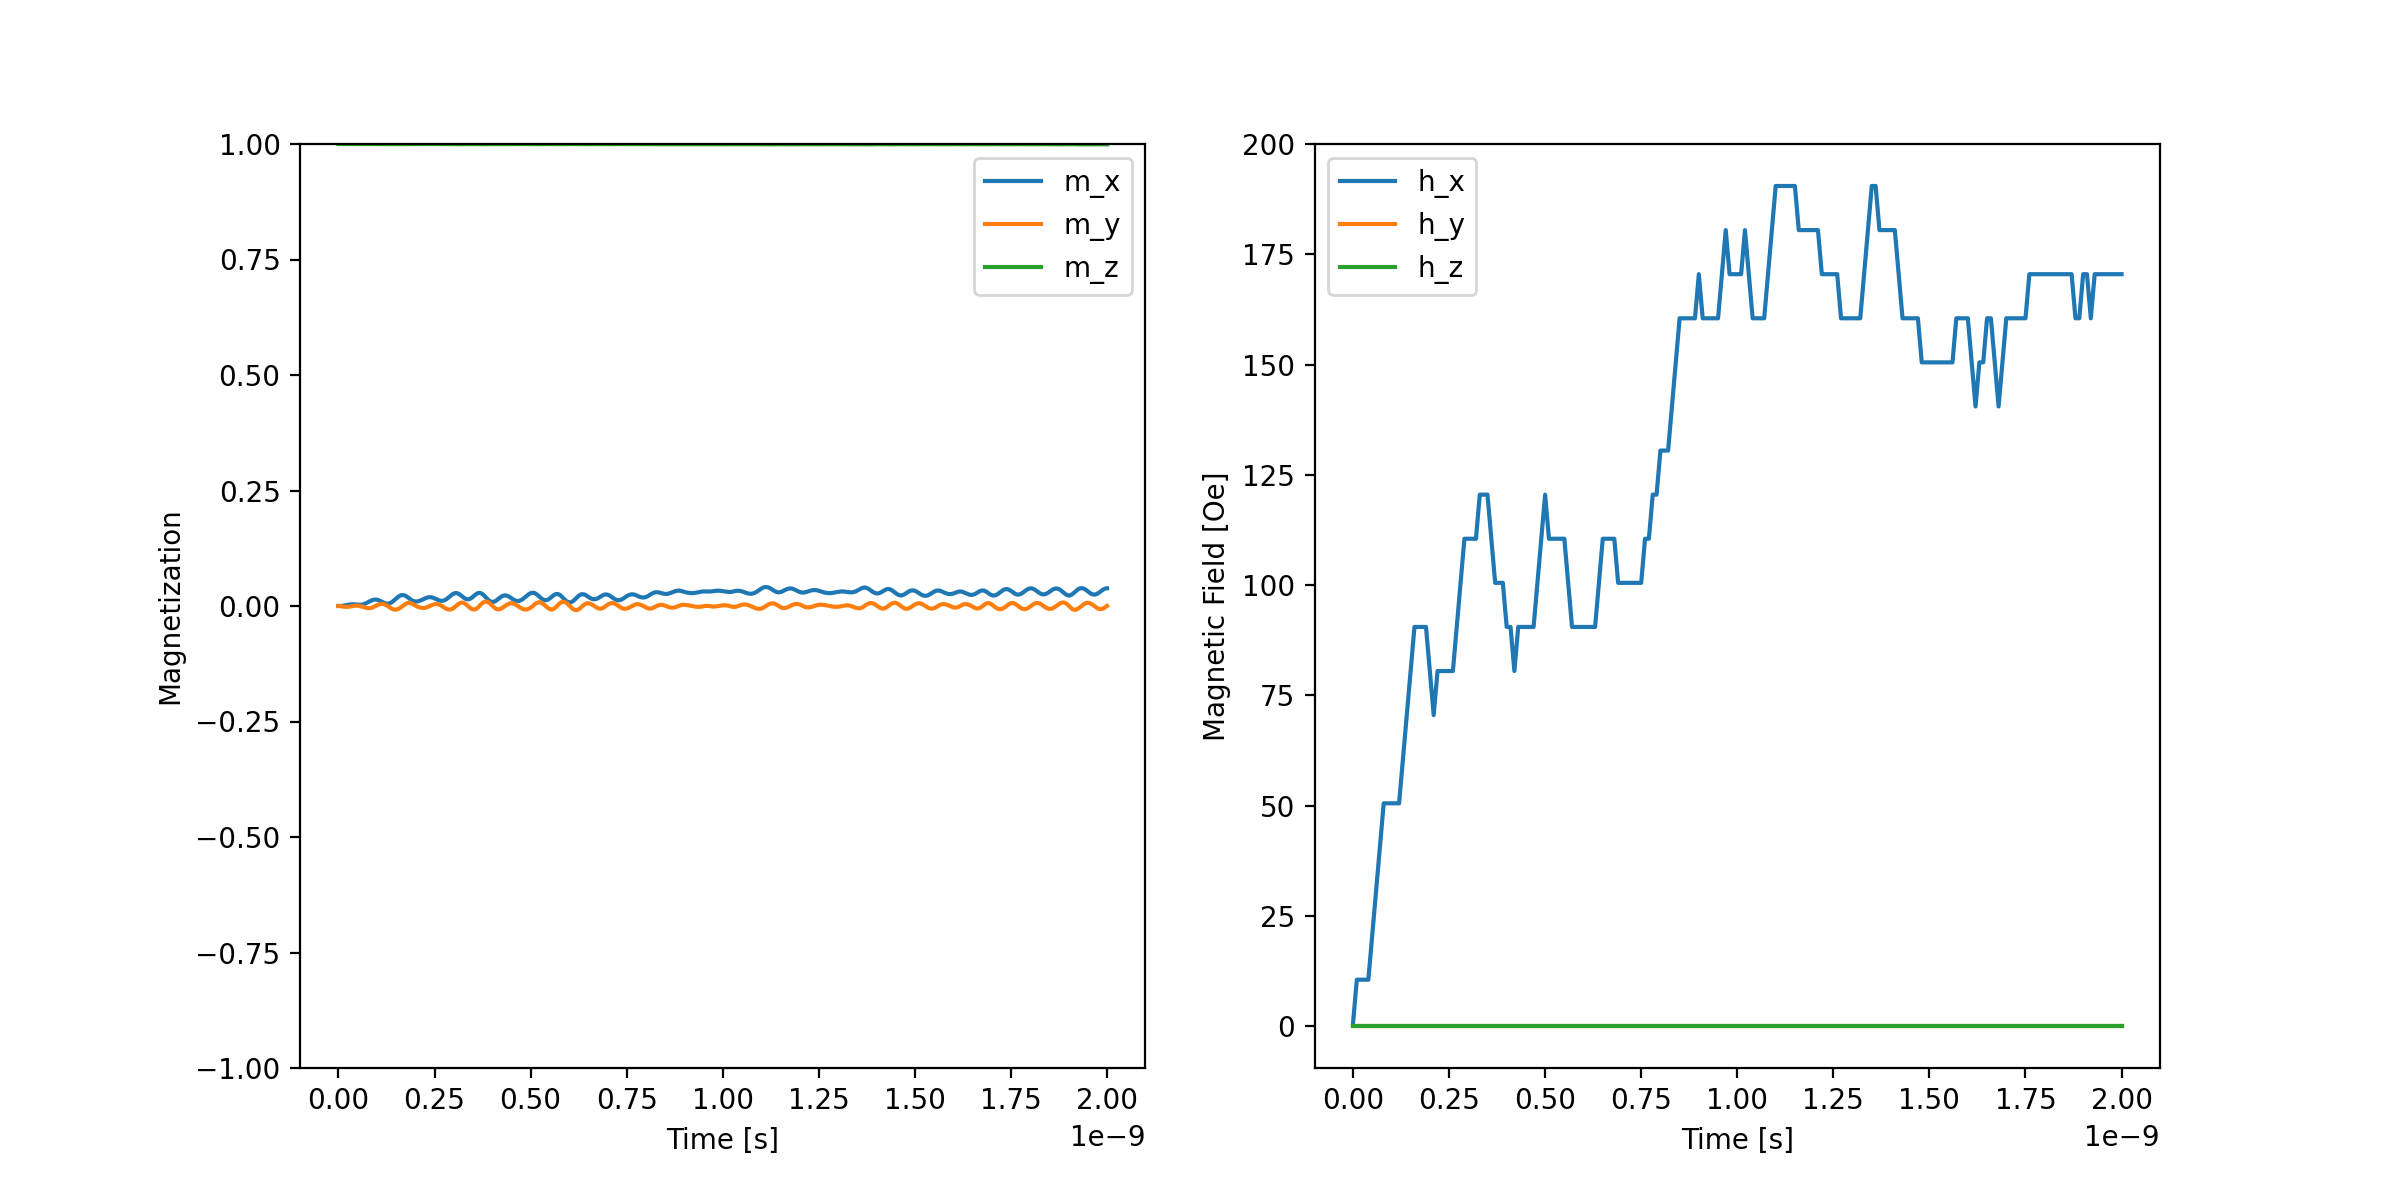 1.00
0.75
0.50
0.25
0.00
−0.25
−0.50
−0.75
−1.00
Magnetization
m_x
m_y
m_z
0.00 0.25 0.50 0.75 1.00 1.25 1.50 1.75 2.00
Time [s]
1e−9
200
175
150
125
100
75
50
25
0
Magnetic Field [Oe]
h_x
h_y
h_z
0.00 0.25 0.50 0.75 1.00 1.25 1.50 1.75 2.00
Time [s]
1e−9